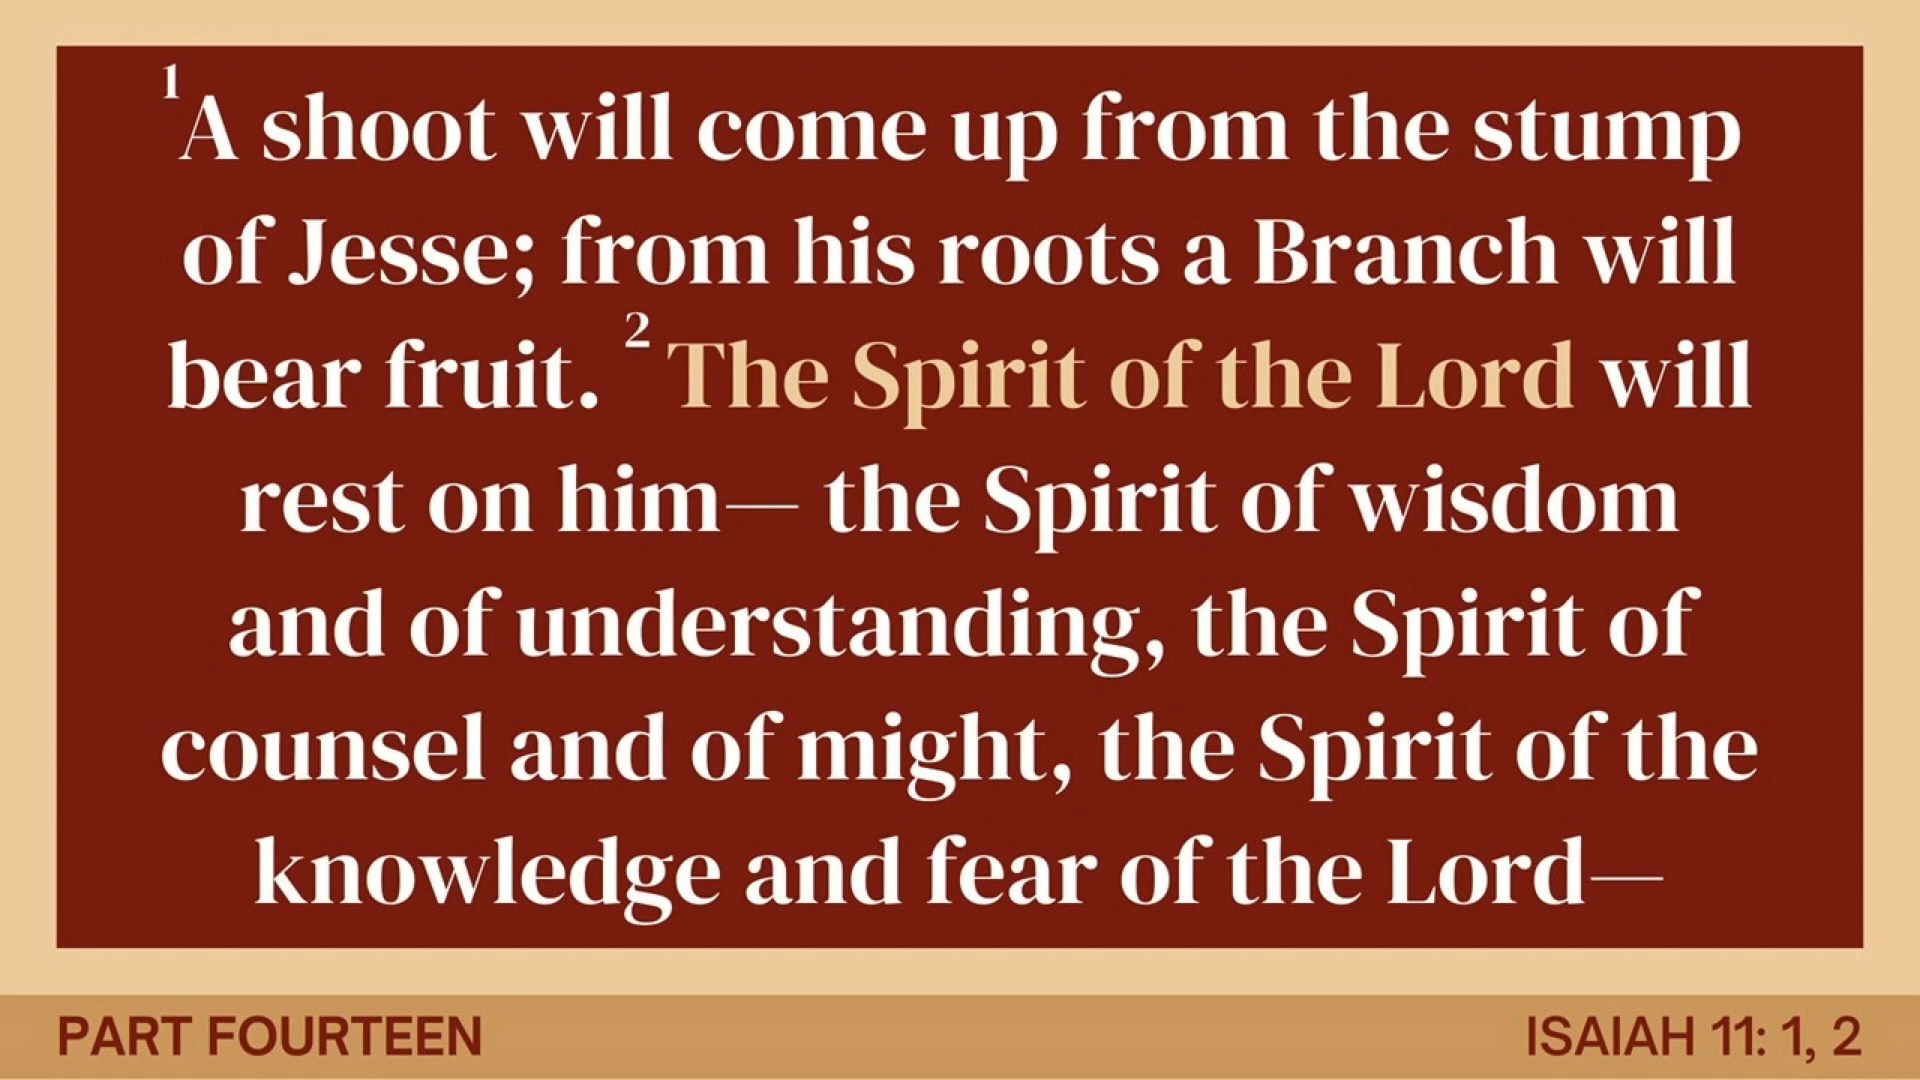 ¹A shoot will come up from the stump
of Jesse; from his roots a Branch will
bear fruit. ² The Spirit of the Lord will
rest on him— the Spirit of wisdom
and of understanding, the Spirit of
counsel and of might, the Spirit of the
knowledge and fear of the Lord—
PART FOURTEEN
ISAIAH 11: 1, 2